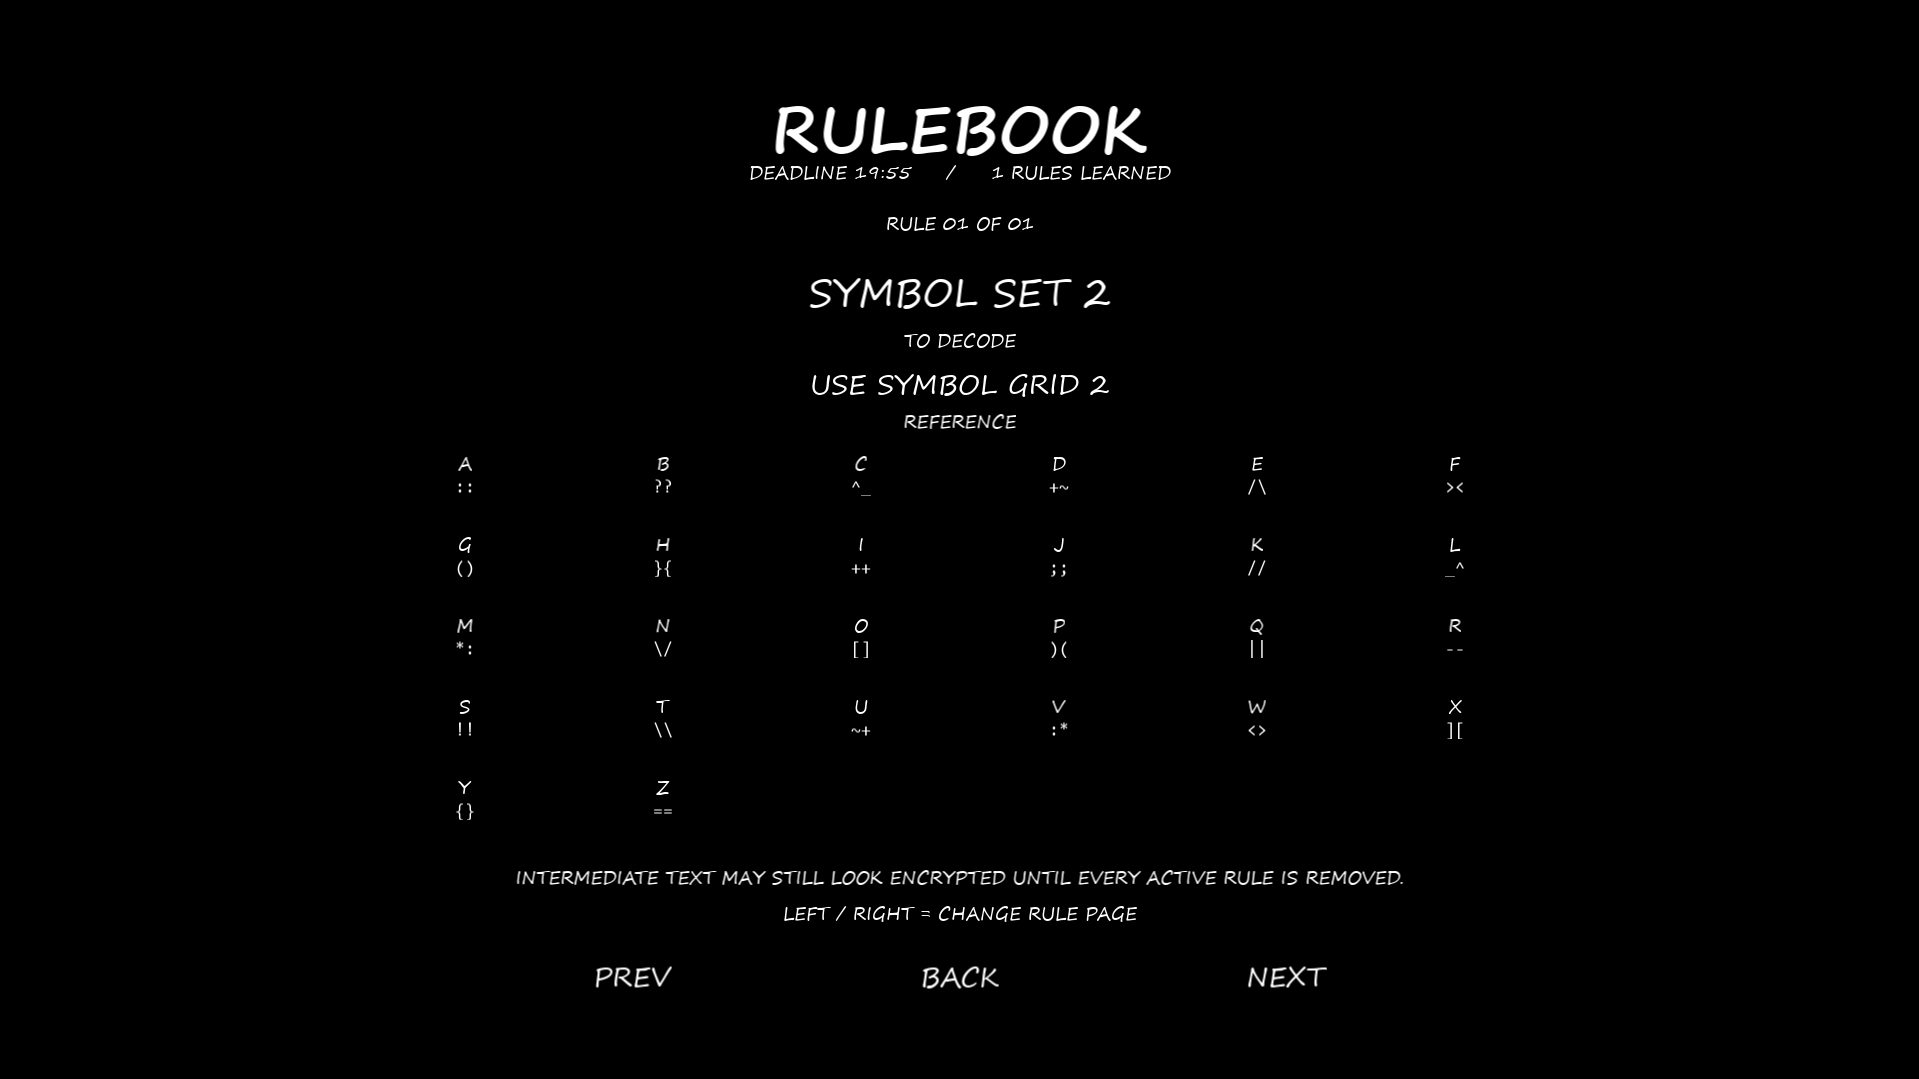 RULEBOOK
DEADLINE 19:55 / 1 RULES LEARNED
RULE 01 OF 01
SYMBOL SET 2
TO DECODE
USE SYMBOL GRID 2
REFERENCE
A B C D E F
:: ?? ^_ +~ /\ ><
G H I J K L
() }{ ++ ;; // _^
M N O P Q R
*: \/ [] )( || --
S T U V W X
!! \\ ~+ :* <> ][
Y Z
{} ==
INTERMEDIATE TEXT MAY STILL LOOK ENCRYPTED UNTIL EVERY ACTIVE RULE IS REMOVED.
LEFT / RIGHT = CHANGE RULE PAGE
PREV BACK NEXT